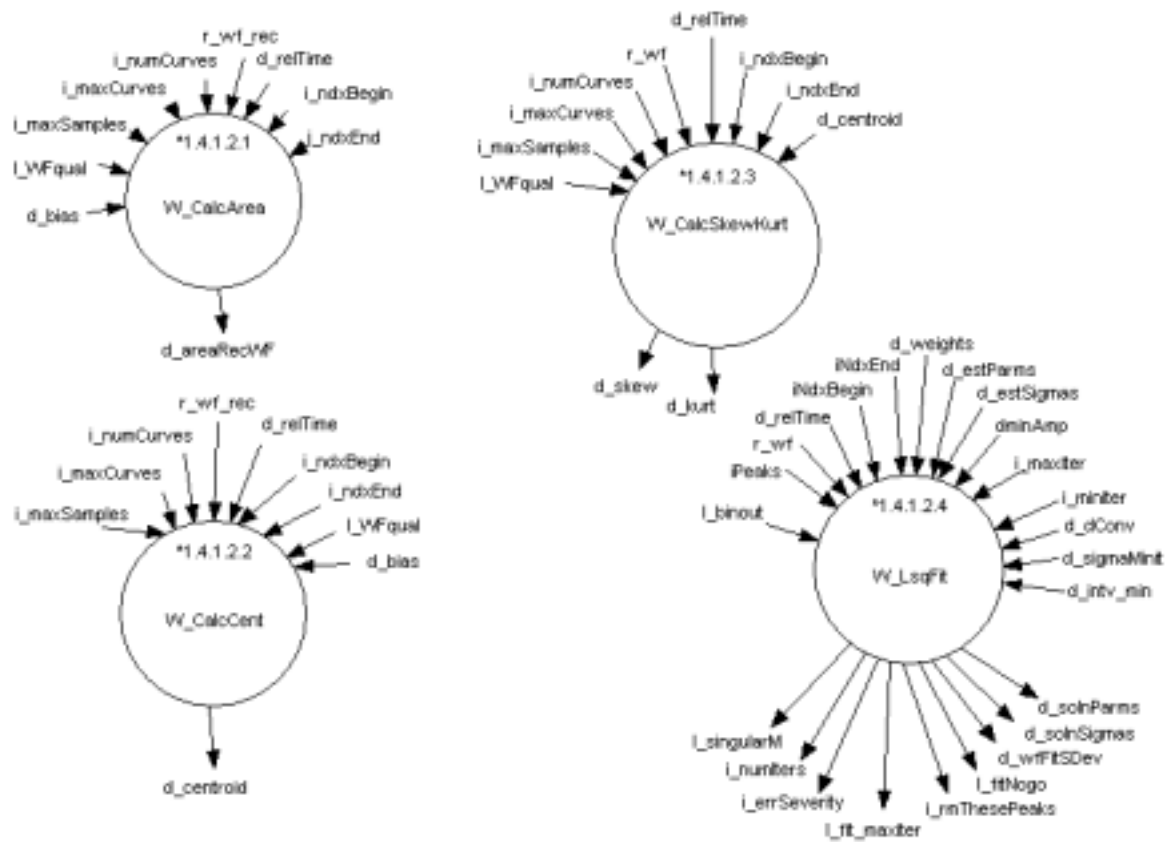 r_wf_rec
i_numCurves
d_relTime
i_maxCurves
i_ndxBegin
i_maxSamples
i_ndxEnd
l_WFqual
d_bias
*1.4.1.2.1
W_CalcArea
d_areaRecWF
d_relTime
r_wf
i_ndxBegin
i_numCurves
i_ndxEnd
i_maxCurves
d_centroid
i_maxSamples
l_WFqual
*1.4.1.2.3
W_CalcSkewKurt
d_skew
d_kurt
r_wf_rec
i_numCurves
d_relTime
i_maxCurves
i_ndxBegin
i_ndxEnd
i_maxSamples
l_WFqual
d_bias
*1.4.1.2.2
W_CalcCent
d_centroid
d_weights
iNdxEnd
d_estParms
iNdxBegin
d_estSigmas
d_relTime
dminAmp
r_wf
i_maxIter
iPeaks
i_miniter
l_binout
d_dConv
d_sigmaMinit
d_intv_min
*1.4.1.2.4
W_LsqFit
d_solnParms
l_singularM
d_solnSigmas
i_numIters
d_wfFitSDev
i_errSeverity
l_fitNogo
i_rmThesePeaks
l_fit_maxIter